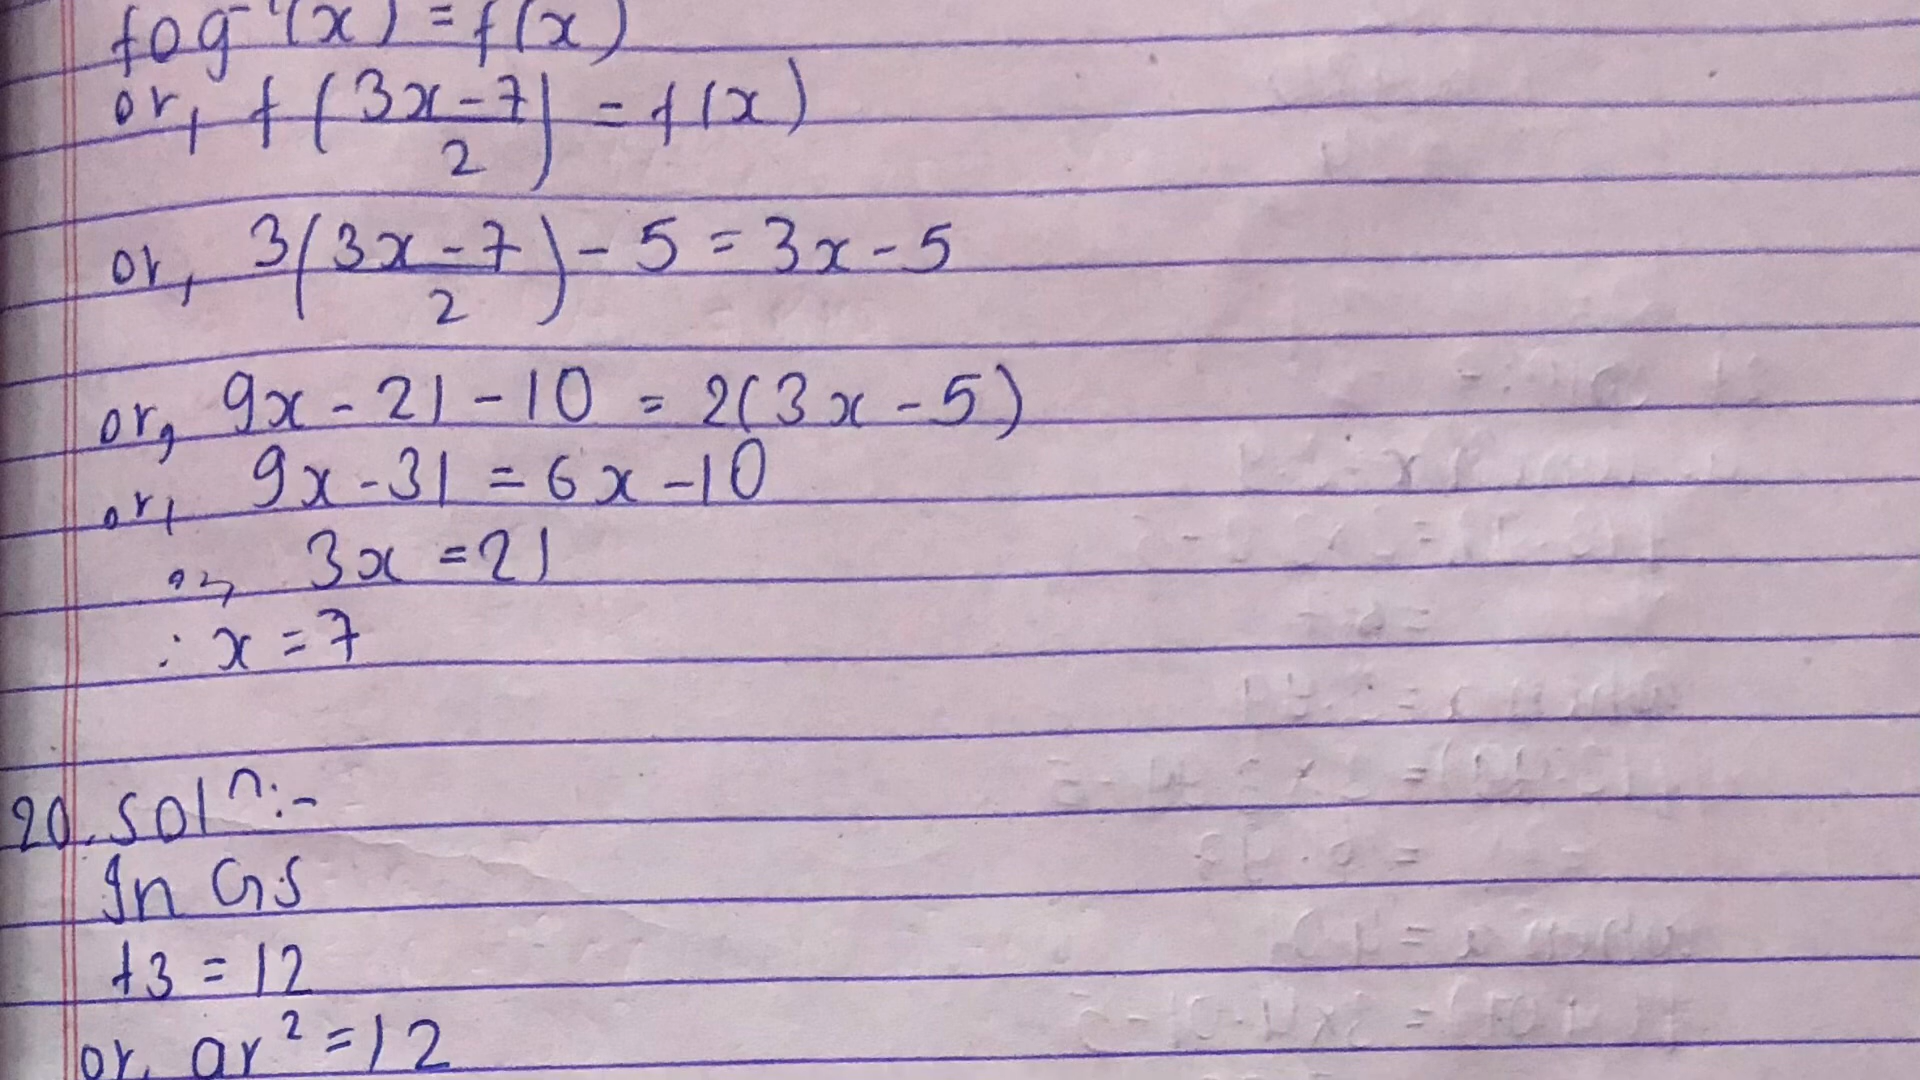 fog⁻¹(x) = f(x)
or, f(3x-7/2) = f(x)
or, 3(3x-7/2) - 5 = 3x - 5
or, 9x - 21 - 10 = 2(3x - 5)
or, 9x - 31 = 6x - 10
or, 3x = 21
∴ x = 7
20. Solⁿ:-
In GS
t3 = 12
or, ar² = 12